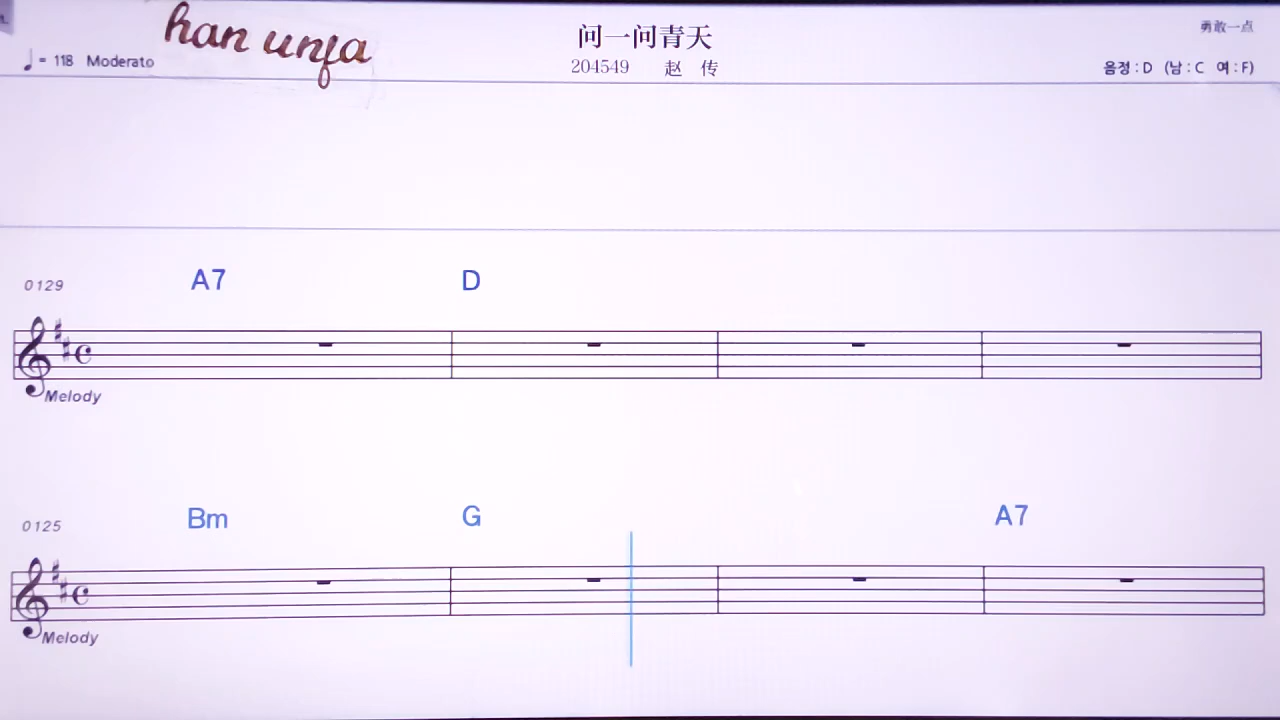 han unfa
问一问青天
勇敢一点
♩= 118 Moderato
204549 赵 传
음정 : D (남 : C 여 : F)
0129 A7 D
Melody
0125 Bm G A7
Melody